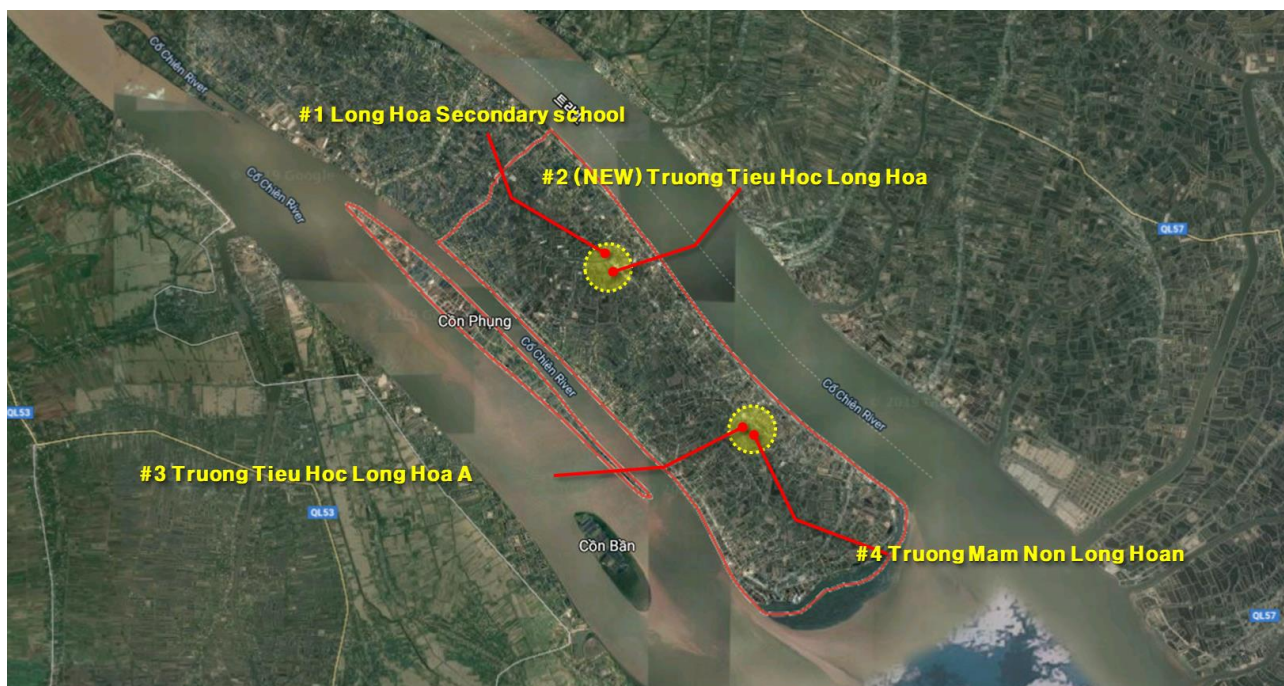 Cổ Chiên River
#1 Long Hoa Secondary school
#2 (NEW) Truong Tieu Hoc Long Hoa
Cổ Chiên River
QL57
Cồn Phụng
Cổ Chiên River
Cổ Chiên River
QL53
#3 Truong Tieu Hoc Long Hoa A
QL53
Cồn Bần
#4 Truong Mam Non Long Hoan
QL57